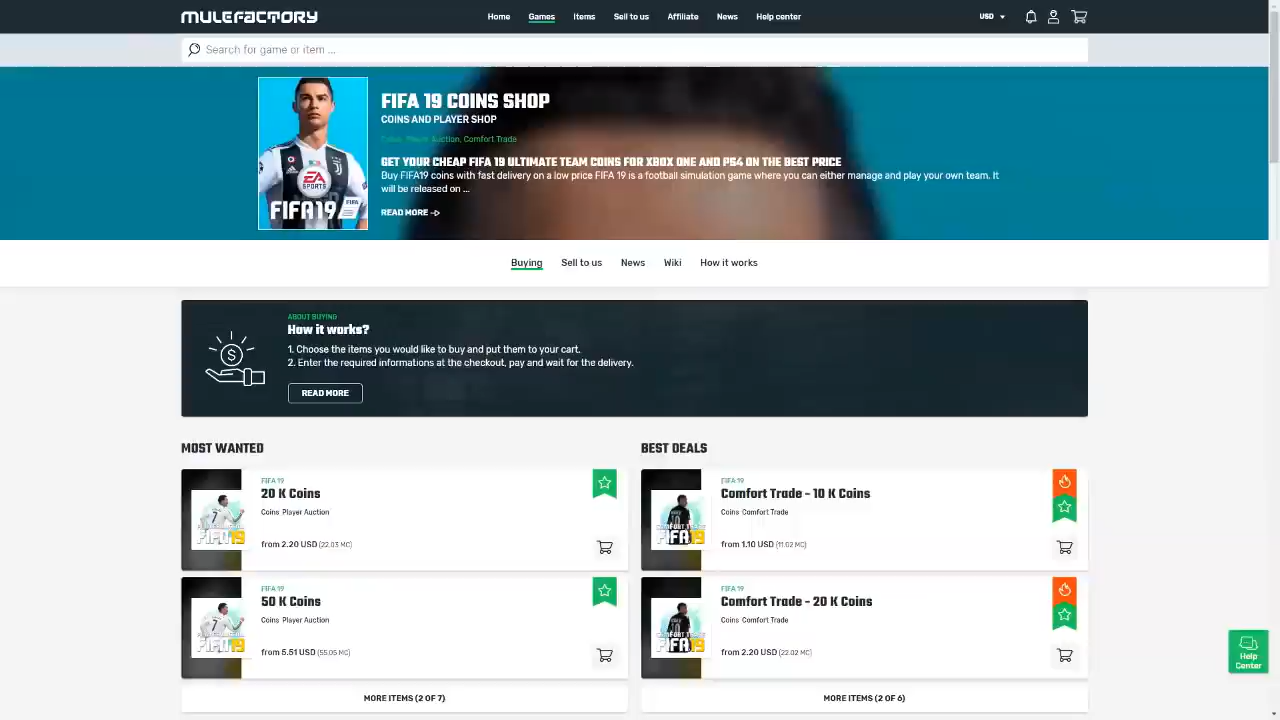 MULEFACTORY
Home Games Items Sell to us Affiliate News Help center
USD
Search for game or item ...
FIFA 19 COINS SHOP
COINS AND PLAYER SHOP
Coins, Player Auction, Comfort Trade
GET YOUR CHEAP FIFA 19 ULTIMATE TEAM COINS FOR XBOX ONE AND PS4 ON THE BEST PRICE
Buy FIFA19 coins with fast delivery on a low price FIFA 19 is a football simulation game where you can either manage and play your own team. It
will be released on ...
READ MORE
EA
SPORTS
FIFA19
FIFA
Buying Sell to us News Wiki How it works
ABOUT BUYING
How it works?
1. Choose the items you would like to buy and put them to your cart.
2. Enter the required informations at the checkout, pay and wait for the delivery.
READ MORE
MOST WANTED
FIFA 19
20 K Coins
Coins Player Auction
from 2.20 USD (22.03 MC)
FIFA 19
50 K Coins
Coins Player Auction
from 5.51 USD (55.05 MC)
MORE ITEMS (2 OF 7)
BEST DEALS
FIFA 19
Comfort Trade - 10 K Coins
Coins Comfort Trade
from 1.10 USD (11.02 MC)
FIFA 19
Comfort Trade - 20 K Coins
Coins Comfort Trade
from 2.20 USD (22.02 MC)
MORE ITEMS (2 OF 6)
Help
Center